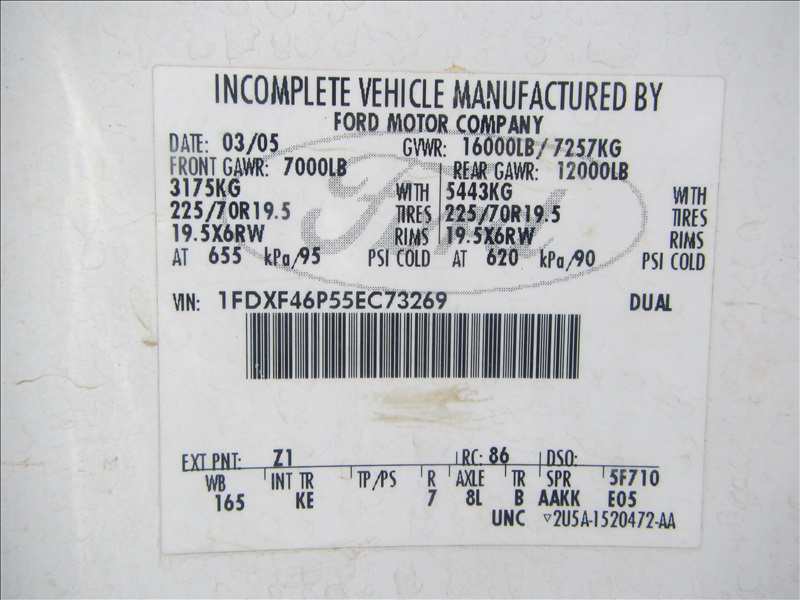 INCOMPLETE VEHICLE MANUFACTURED BY
FORD MOTOR COMPANY
DATE: 03/05 GVWR: 16000LB/ 7257KG
FRONT GAWR: 7000LB REAR GAWR: 12000LB
3175KG WITH 5443KG WITH
225/70R19.5 TIRES 225/70R19.5 TIRES
19.5X6RW RIMS 19.5X6RW RIMS
AT 655 kPa/95 PSI COLD AT 620 kPa/90 PSI COLD
Ford
VIN: 1FDXF46P55EC73269 DUAL
EXT PNT: Z1 RC: 86 DSO:
WB INT TR TP/PS R AXLE TR SPR 5F710
165 KE 7 8L B AAKK E05
UNC ▽2U5A-1520472-AA